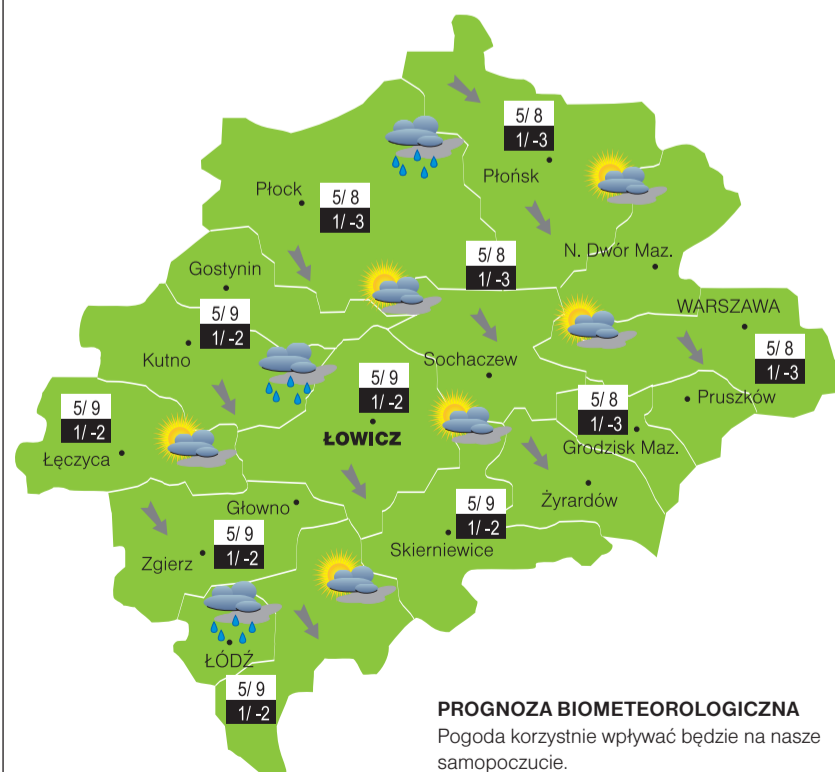 5/ 8
1/ -3
Płońsk
Płock
5/ 8
1/ -3
N. Dwór Maz.
5/ 8
1/ -3
Gostynin
WARSZAWA
5/ 9
1/ -2
Kutno
5/ 8
1/ -3
Sochaczew
5/ 9
1/ -2
ŁOWICZ
Pruszków
5/ 8
1/ -3
Grodzisk Maz.
5/ 9
1/ -2
Łęczyca
Żyrardów
Głowno
5/ 9
1/ -2
Skierniewice
5/ 9
1/ -2
Zgierz
ŁÓDŹ
5/ 9
1/ -2
PROGNOZA BIOMETEOROLOGICZNA
Pogoda korzystnie wpływać będzie na nasze
samopoczucie.